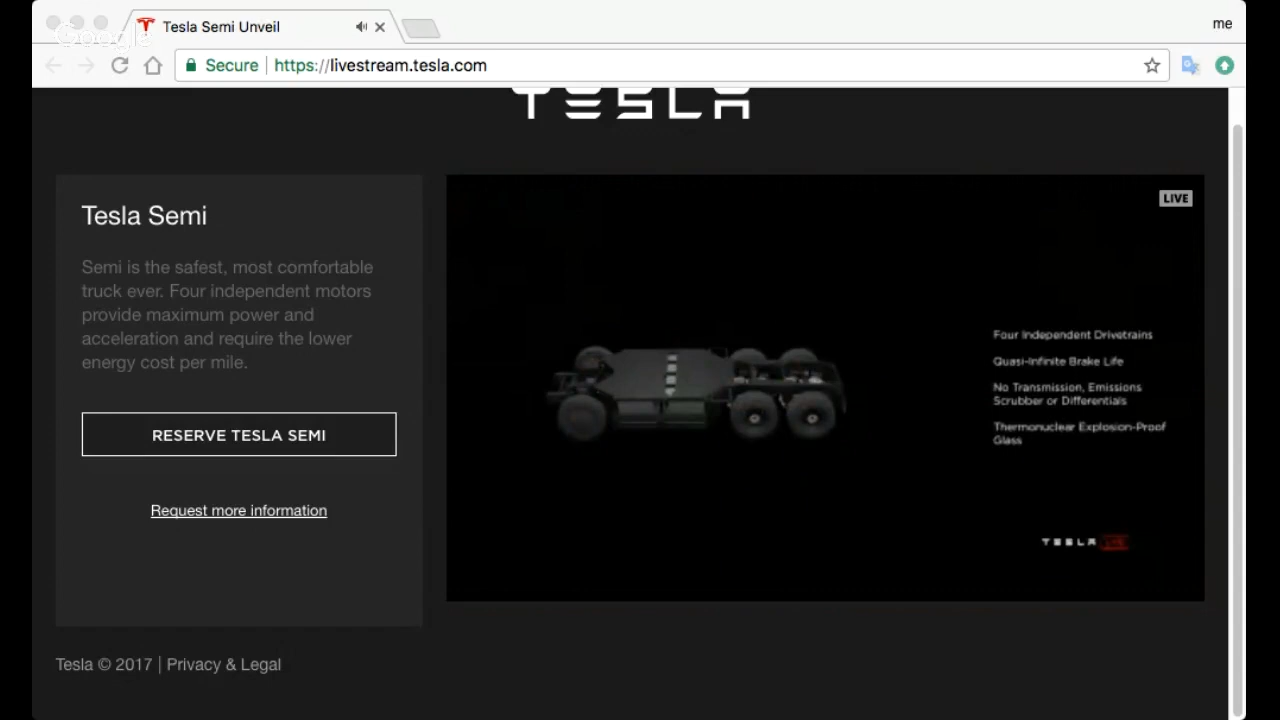 Tesla Semi Unveil
me
Google
Secure https://livestream.tesla.com
TESLA
Tesla Semi
Semi is the safest, most comfortable
truck ever. Four independent motors
provide maximum power and
acceleration and require the lower
energy cost per mile.
RESERVE TESLA SEMI
Request more information
LIVE
Four Independent Drivetrains
Quasi-Infinite Brake Life
No Transmission, Emissions
Scrubber or Differentials
Thermonuclear Explosion-Proof
Glass
TESLA LIVE
Tesla © 2017 | Privacy & Legal